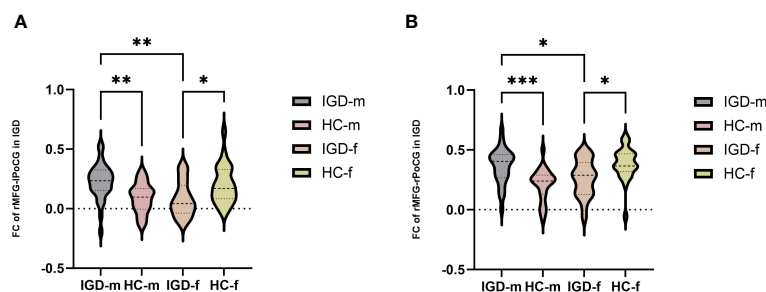 A
**
**
*
1.0
0.5
0.0
-0.5
FC of rMFG-lPoCG in IGD
IGD-m HC-m IGD-f HC-f
IGD-m
HC-m
IGD-f
HC-f
B
*
***
*
1.0
0.5
0.0
-0.5
FC of rMFG-rPoCG in IGD
IGD-m HC-m IGD-f HC-f
IGD-m
HC-m
IGD-f
HC-f